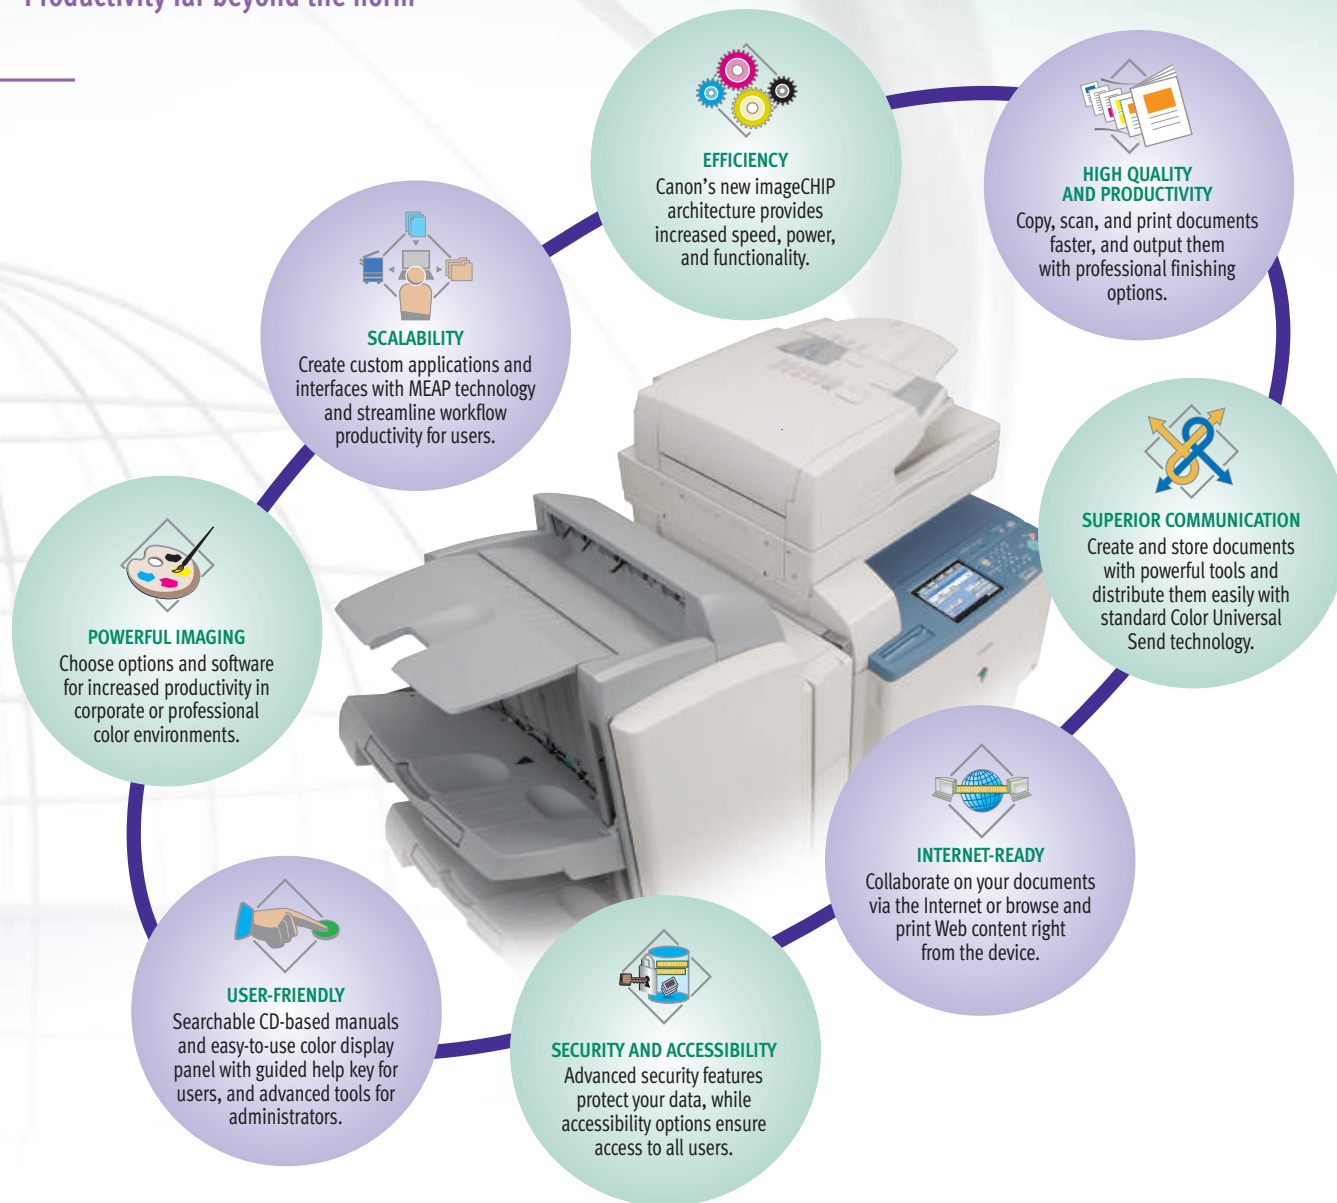 Productivity far beyond the norm
EFFICIENCY
Canon's new imageCHIP
architecture provides
increased speed, power,
and functionality.
HIGH QUALITY
AND PRODUCTIVITY
Copy, scan, and print documents
faster, and output them
with professional finishing
options.
SCALABILITY
Create custom applications and
interfaces with MEAP technology
and streamline workflow
productivity for users.
SUPERIOR COMMUNICATION
Create and store documents
with powerful tools and
distribute them easily with
standard Color Universal
Send technology.
POWERFUL IMAGING
Choose options and software
for increased productivity in
corporate or professional
color environments.
INTERNET-READY
Collaborate on your documents
via the Internet or browse and
print Web content right
from the device.
USER-FRIENDLY
Searchable CD-based manuals
and easy-to-use color display
panel with guided help key for
users, and advanced tools for
administrators.
SECURITY AND ACCESSIBILITY
Advanced security features
protect your data, while
accessibility options ensure
access to all users.